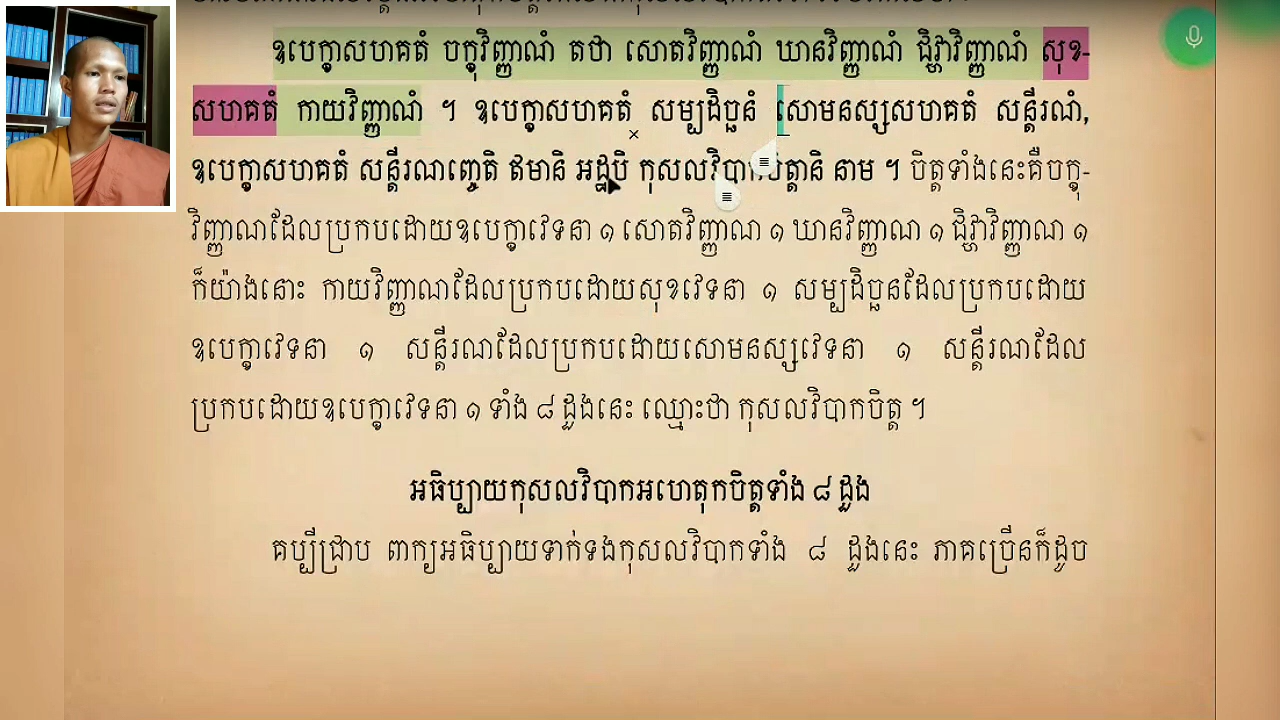 ឧបេក្ខាសហគតំ ចក្ខុវិញ្ញាណំ តថា សោតវិញ្ញាណំ ឃានវិញ្ញាណំ ជិវ្ហាវិញ្ញាណំ សុខ-
សហគតំ កាយវិញ្ញាណំ ។ ឧបេក្ខាសហគតំ សម្បដិច្ឆនំ សោមនស្សសហគតំ សន្តីរណំ,
ឧបេក្ខាសហគតំ សន្តីរណញ្ចេតិ ឥមានិ អដ្ឋបិ កុសលវិបាកចិត្តានិ នាម ។ ចិត្តទាំងនេះគឺចក្ខុ-
វិញ្ញាណដែលប្រកបដោយឧបេក្ខាវេទនា ១ សោតវិញ្ញាណ ១ ឃានវិញ្ញាណ ១ ជិវ្ហាវិញ្ញាណ ១
ក៏យ៉ាងនោះ កាយវិញ្ញាណដែលប្រកបដោយសុខវេទនា ១ សម្បដិច្ឆនដែលប្រកបដោយ
ឧបេក្ខាវេទនា ១ សន្តីរណដែលប្រកបដោយសោមនស្សវេទនា ១ សន្តីរណដែល
ប្រកបដោយឧបេក្ខាវេទនា ១ ទាំង ៨ ដួងនេះ ឈ្មោះថា កុសលវិបាកចិត្ត ។
អធិប្បាយកុសលវិបាកអហេតុកចិត្តទាំង ៨ ដួង
គប្បីជ្រាប ពាក្យអធិប្បាយទាក់ទងកុសលវិបាកទាំង ៨ ដួងនេះ ភាគច្រើនក៏ដូច